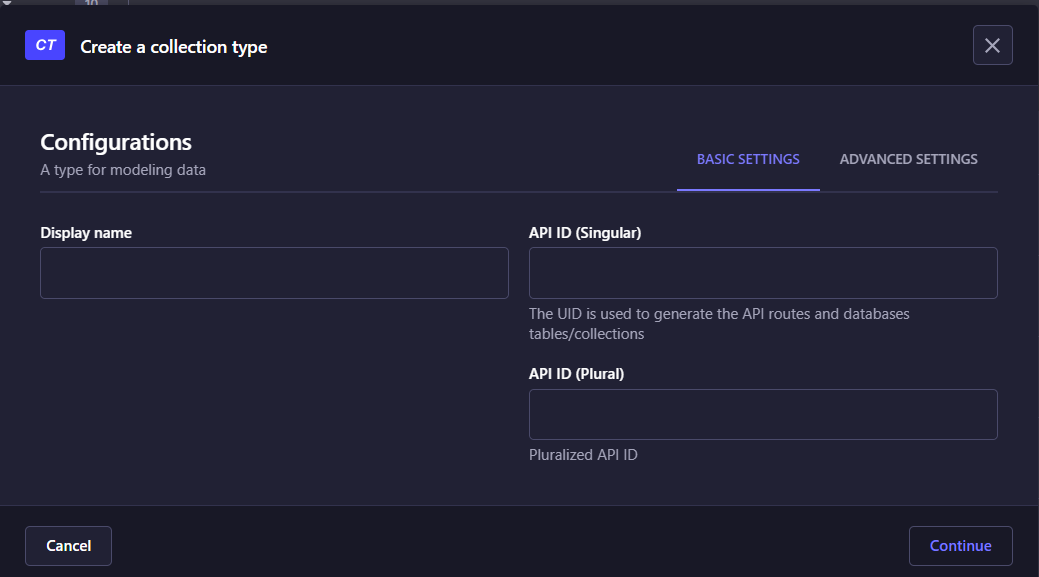 10
CT Create a collection type
Configurations
A type for modeling data
BASIC SETTINGS
ADVANCED SETTINGS
Display name
API ID (Singular)
The UID is used to generate the API routes and databases
tables/collections
API ID (Plural)
Pluralized API ID
Cancel
Continue